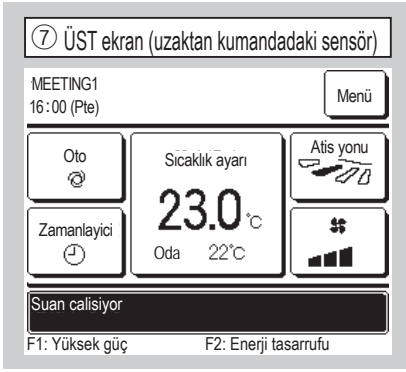 ⑦ ÜST ekran (uzaktan kumandadaki sensör)
MEETING1
16:00 (Pte)
Menü
Oto
Sıcaklık ayarı
Atis yonu
23.0°C
Zamanlayici
Oda 22°C
Suan calisiyor
F1: Yüksek güç F2: Enerji tasarrufu